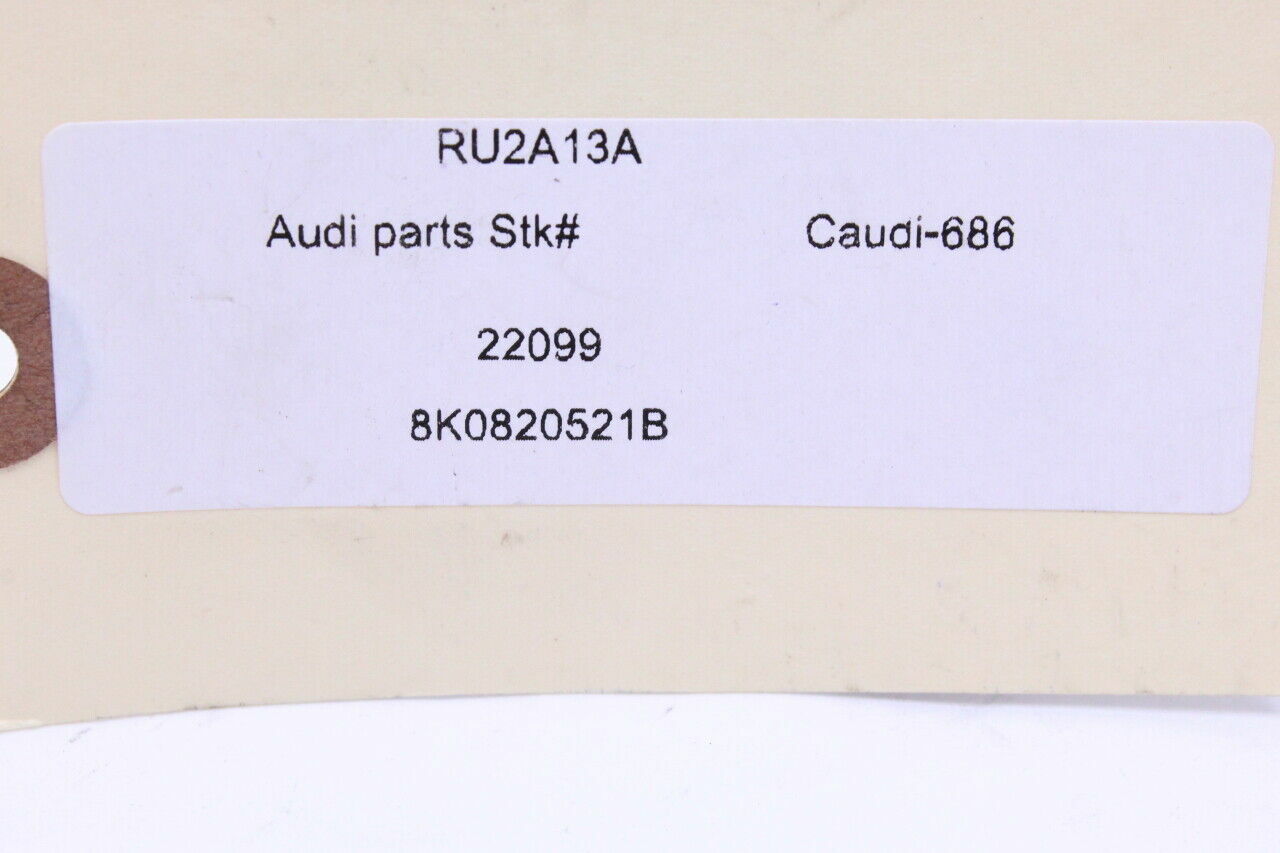 RU2A13A
Audi parts Stk# Caudi-686
22099
8K0820521B